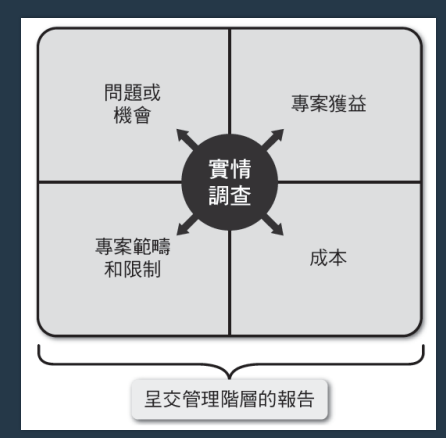 問題或
機會
專案獲益
實情
調查
專案範疇
和限制
成本
呈交管理階層的報告